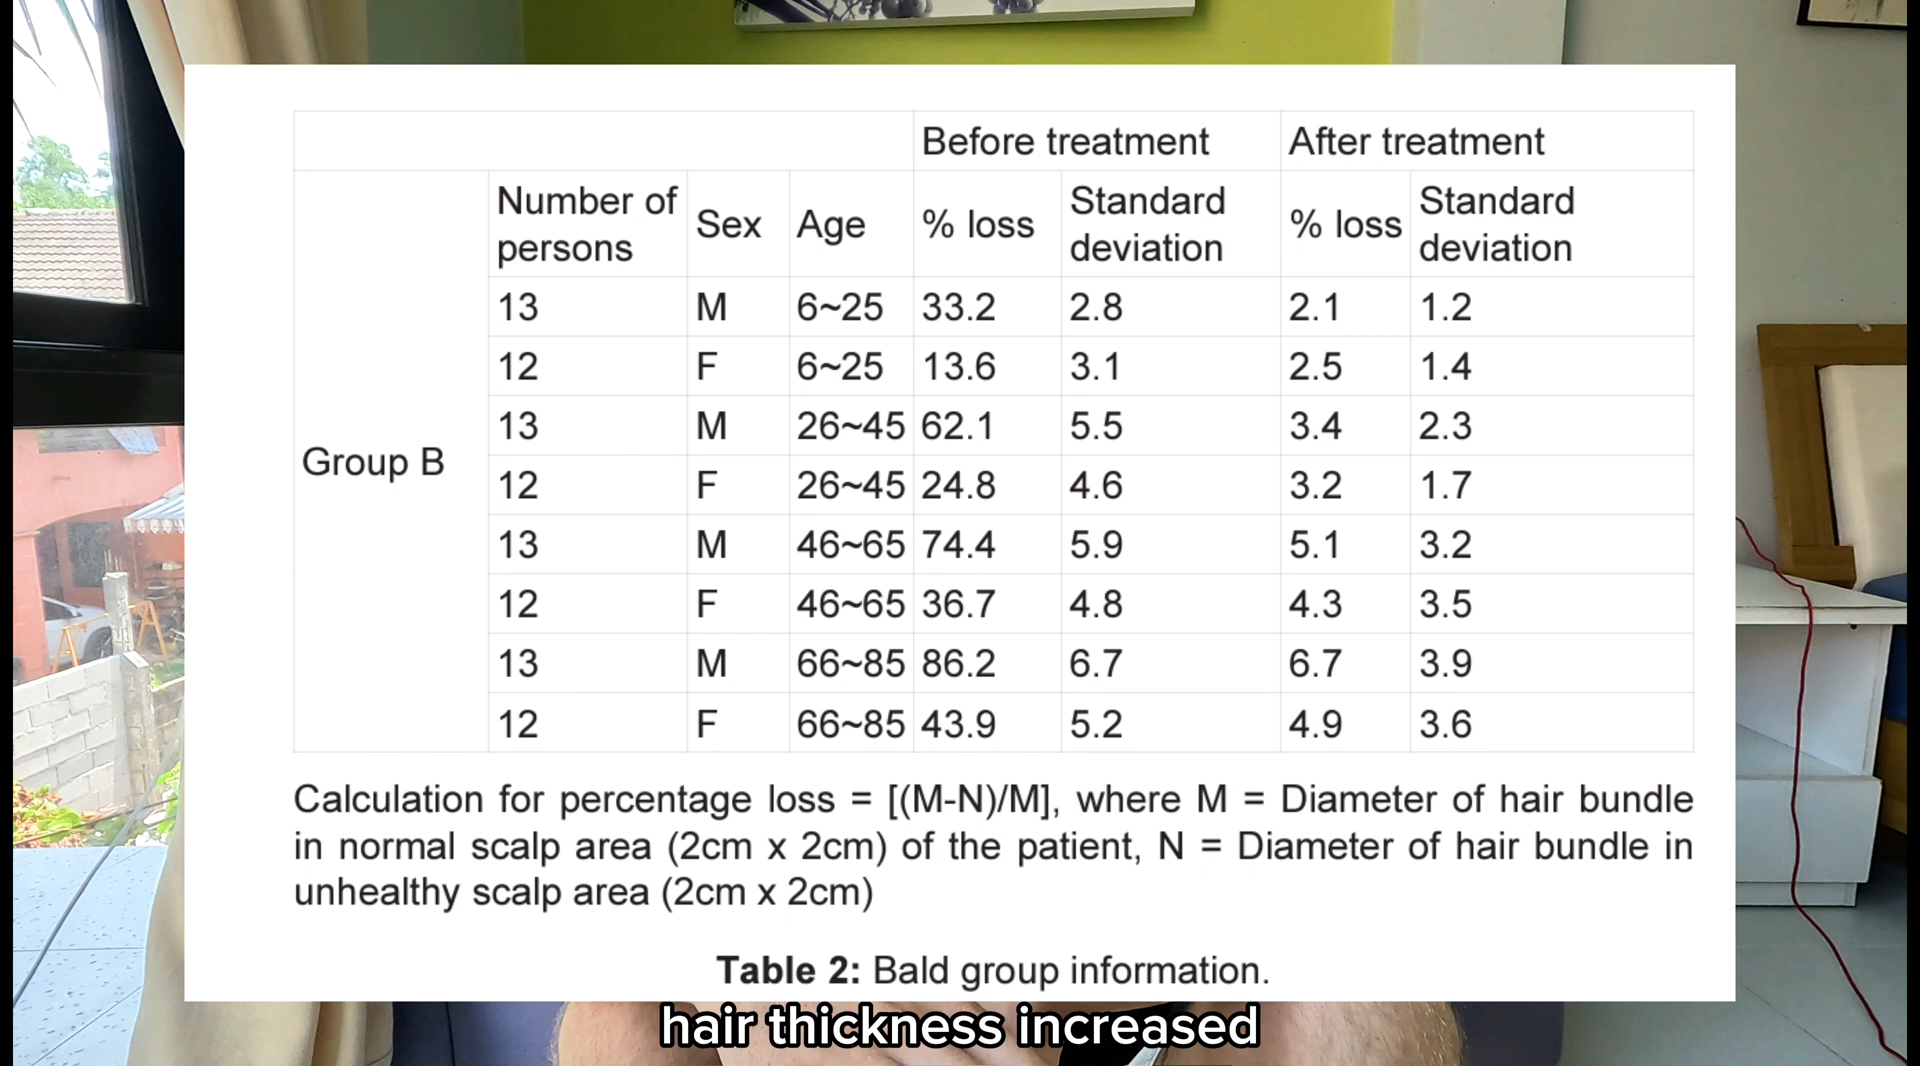 Before treatment After treatment
Group B Number of persons Sex Age % loss Standard deviation % loss Standard deviation
13 M 6~25 33.2 2.8 2.1 1.2
12 F 6~25 13.6 3.1 2.5 1.4
13 M 26~45 62.1 5.5 3.4 2.3
12 F 26~45 24.8 4.6 3.2 1.7
13 M 46~65 74.4 5.9 5.1 3.2
12 F 46~65 36.7 4.8 4.3 3.5
13 M 66~85 86.2 6.7 6.7 3.9
12 F 66~85 43.9 5.2 4.9 3.6
Calculation for percentage loss = [(M-N)/M], where M = Diameter of hair bundle
in normal scalp area (2cm x 2cm) of the patient, N = Diameter of hair bundle in
unhealthy scalp area (2cm x 2cm)
Table 2: Bald group information.
hair thickness increased